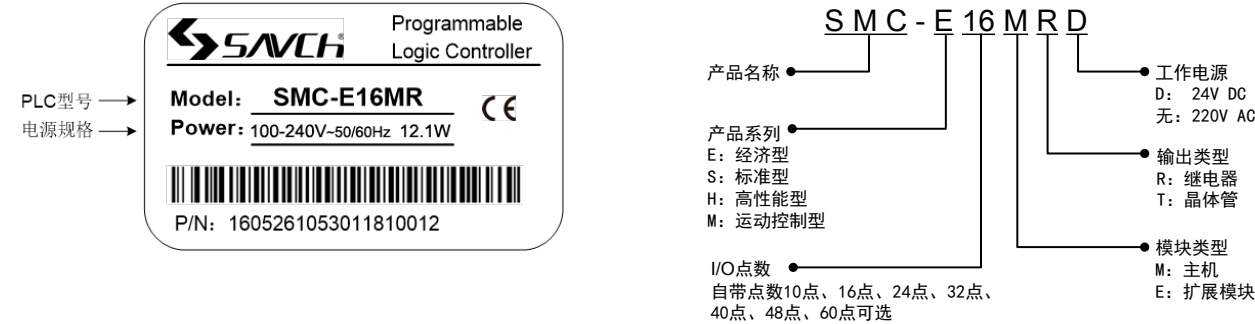 SAVCH
Programmable
Logic Controller
PLC型号
Model: SMC-E16MR
CE
电源规格
Power: 100-240V~50/60Hz 12.1W
P/N: 1605261053011810012
SMC-E16MRD
产品名称
产品系列
E: 经济型
S: 标准型
H: 高性能型
M: 运动控制型
I/O点数
自带点数10点、16点、24点、32点、
40点、48点、60点可选
工作电源
D: 24V DC
无: 220V AC
输出类型
R: 继电器
T: 晶体管
模块类型
M: 主机
E: 扩展模块